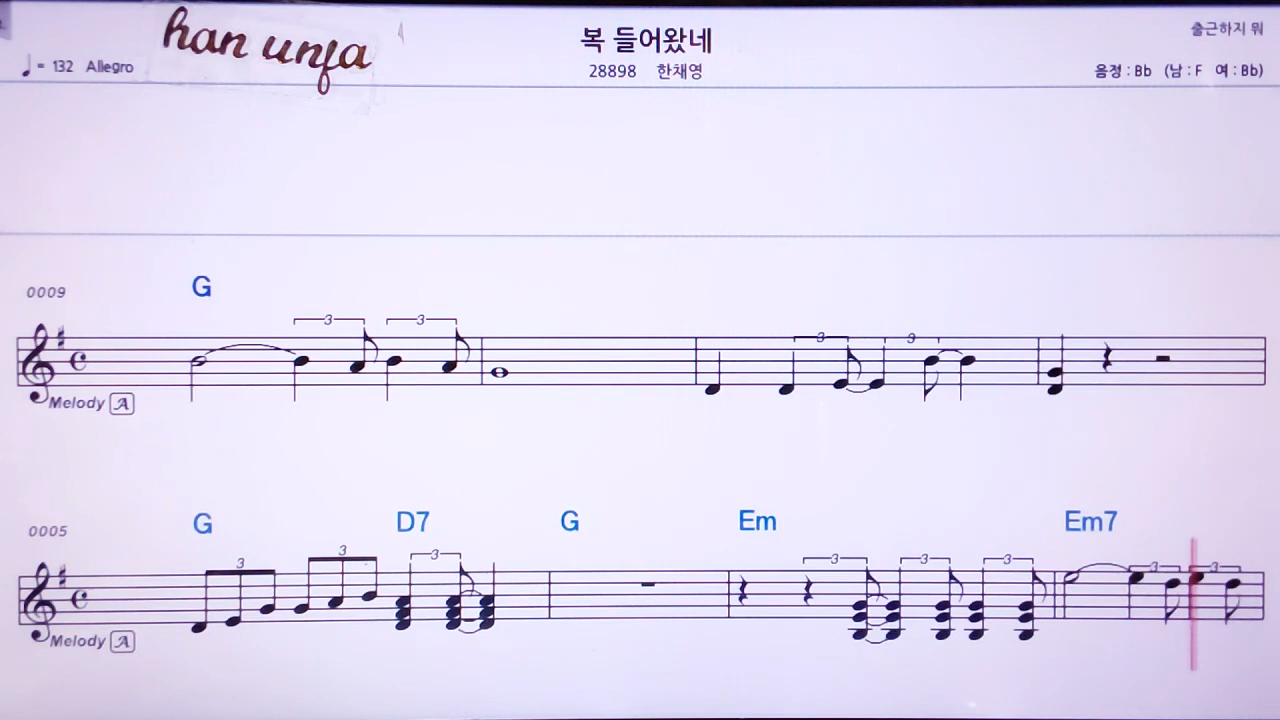 han unja
복 들어왔네
출근하지 뭐
♩ = 132 Allegro
28898 한채영
음정 : Bb (남 : F 여 : Bb)
G
0009
3 3 3 3
Melody A
G D7 G Em Em7
0005
3 3 3 3 3 3 3 3
Melody A